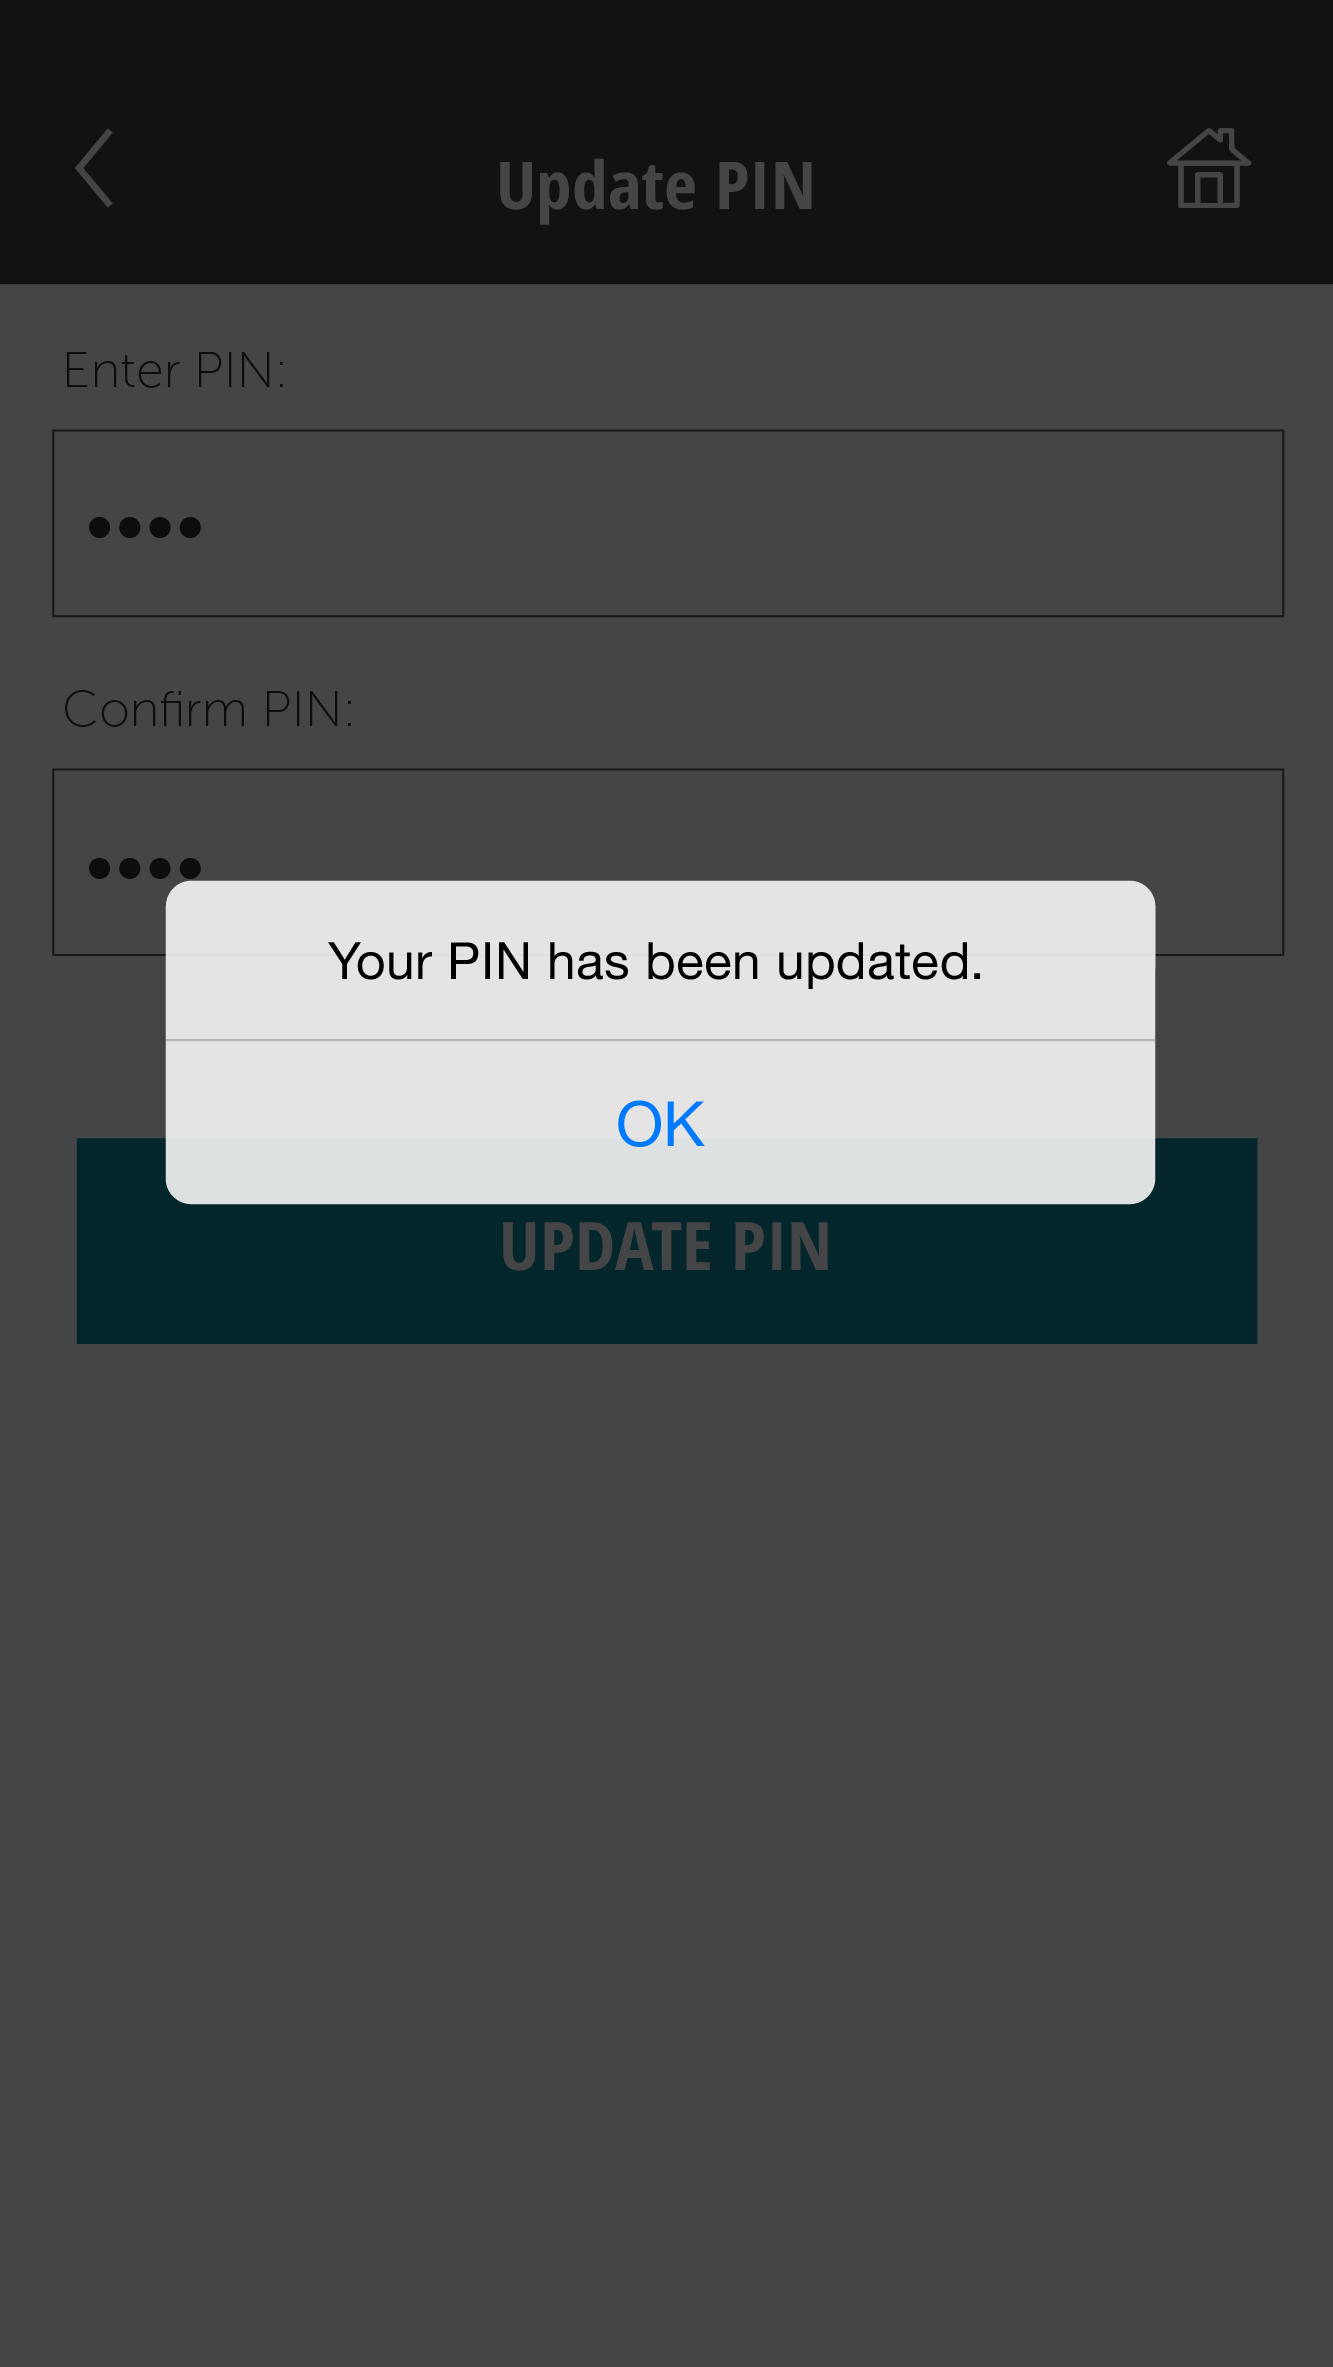 Update PIN
Enter PIN:
••••
Confirm PIN:
••••
Your PIN has been updated.
OK
UPDATE PIN